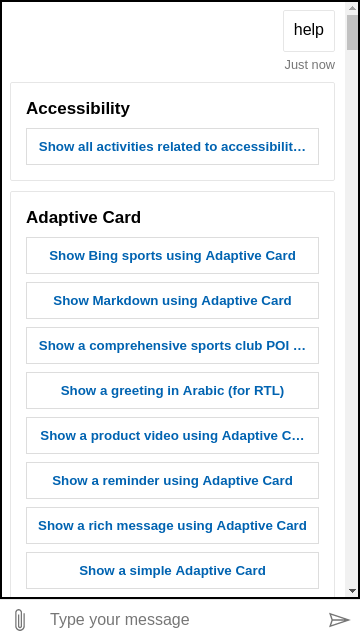 help
Just now
Accessibility
Show all activities related to accessibilit…
Adaptive Card
Show Bing sports using Adaptive Card
Show Markdown using Adaptive Card
Show a comprehensive sports club POI …
Show a greeting in Arabic (for RTL)
Show a product video using Adaptive C…
Show a reminder using Adaptive Card
Show a rich message using Adaptive Card
Show a simple Adaptive Card
Type your message